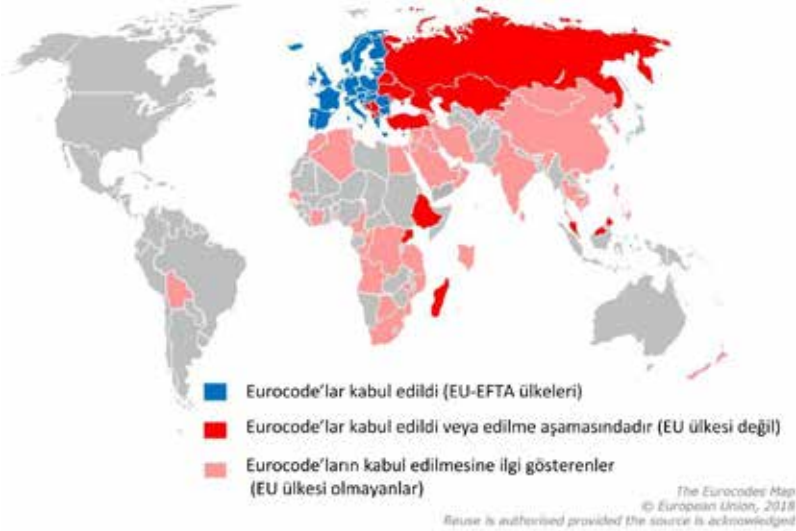 Eurocode'lar kabul edildi (EU-EFTA ülkeleri)
Eurocode'lar kabul edildi veya edilme aşamasındadır (EU ülkesi değil)
Eurocode'ların kabul edilmesine ilgi gösterenler
(EU ülkesi olmayanlar)
The Eurocodes Map
© European Union, 2018
Reuse is authorised provided the source is acknowledged